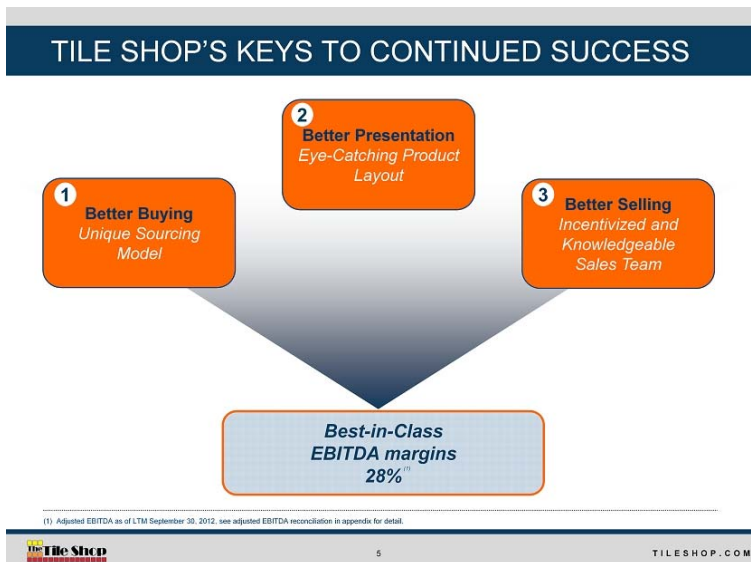 TILE SHOP'S KEYS TO CONTINUED SUCCESS
2
Better Presentation
Eye-Catching Product
Layout
1
Better Buying
Unique Sourcing
Model
3
Better Selling
Incentivized and
Knowledgeable
Sales Team
Best-in-Class
EBITDA margins
28% (1)
(1) Adjusted EBITDA as of LTM September 30, 2012, see adjusted EBITDA reconciliation in appendix for detail.
The Tile Shop
5
TILESHOP.COM